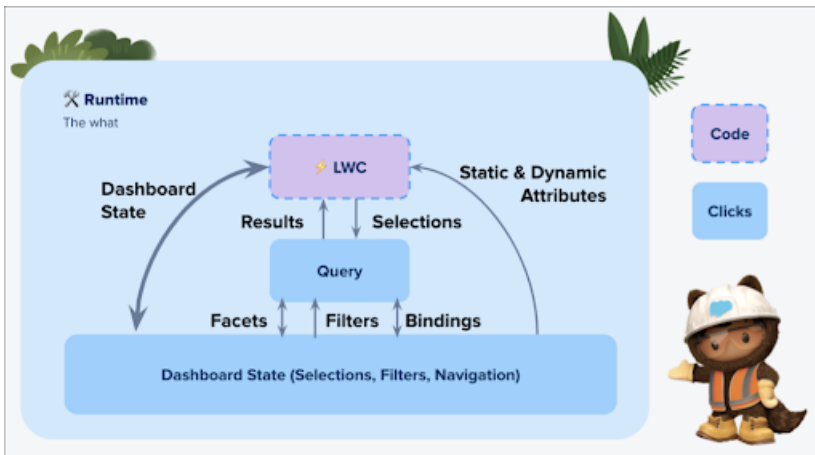 🛠 Runtime
The what
Code
⚡ LWC
Static & Dynamic
Attributes
Dashboard
State
Clicks
Results
Selections
Query
Facets
Filters
Bindings
Dashboard State (Selections, Filters, Navigation)